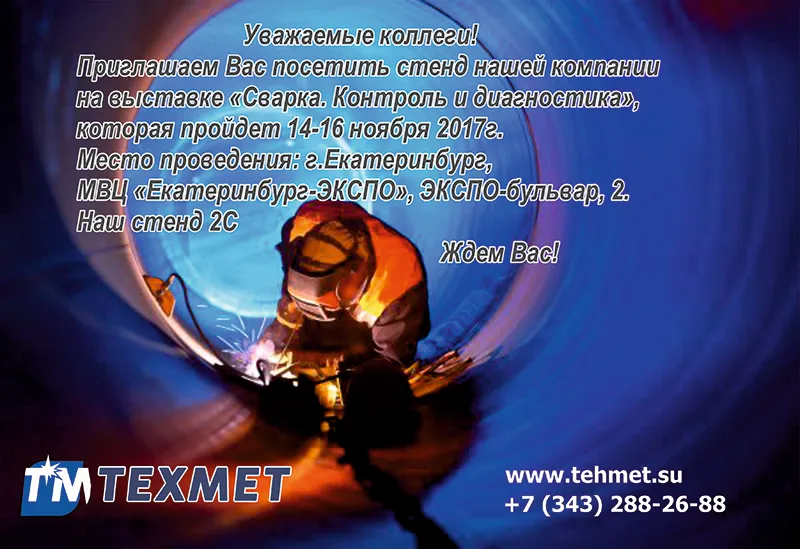 Уважаемые коллеги!
Приглашаем Вас посетить стенд нашей компании
на выставке «Сварка. Контроль и диагностика»,
которая пройдет 14-16 ноября 2017г.
Место проведения: г.Екатеринбург,
МВЦ «Екатеринбург-ЭКСПО», ЭКСПО-бульвар, 2.
Наш стенд 2С
Ждем Вас!
ТМ ТЕХМЕТ
www.tehmet.su
+7 (343) 288-26-88